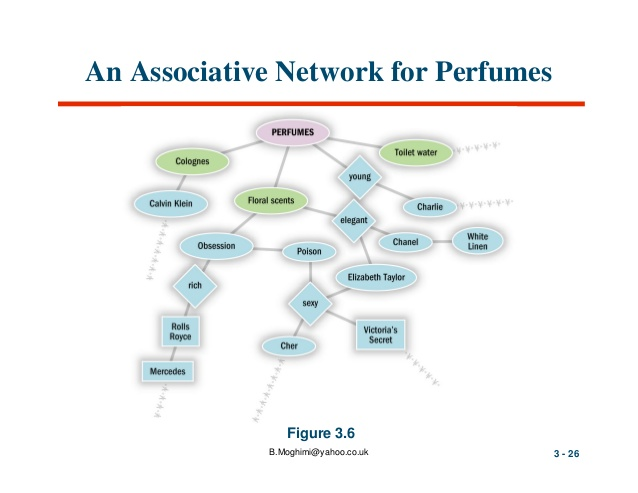 An Associative Network for Perfumes
PERFUMES
Toilet water
Colognes
young
Calvin Klein
Floral scents
Charlie
elegant
Obsession
Poison
Chanel
White
Linen
Elizabeth Taylor
rich
sexy
Rolls
Royce
Victoria's
Secret
Cher
Mercedes
Figure 3.6
B.Moghimi@yahoo.co.uk
3 - 26